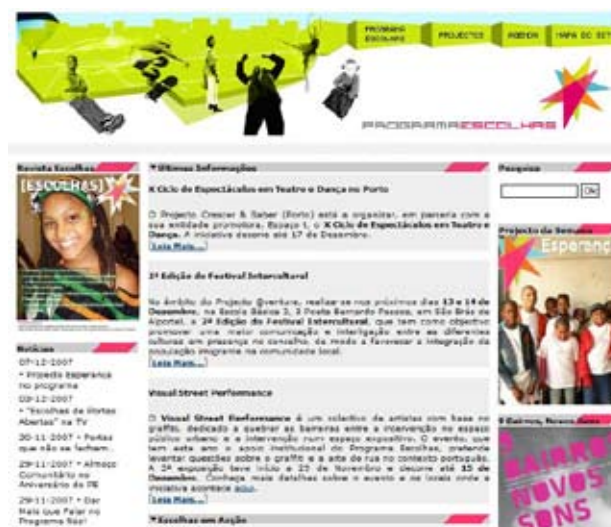 PROGRAMA ESCOLHAS
PROJECTOS
AGENDA
MAPA DO SIT
PROGRAMAESCOLHAS
Revista Escolhas
[ESCOLHAS]
Notícias
07-12-2007
• Projecto Esperança
no programa
03-12-2007
• "Escolhas de Portas
Abertas" na TV
30-11-2007 • Portas
que não se fecham...
29-11-2007 • Almoço
Comunitário no
Aniversário do PE
29-11-2007 • Dar
Mais que Falar no
Programa Nós!
Últimas Informações
X Ciclo de Espectáculos em Teatro e Dança no Porto
O Projecto Crescer & Saber (Porto) está a organizar, em parceria com a
sua entidade promotora, Espaço t, o X Ciclo de Espectáculos em Teatro e
Dança. A iniciativa decorre até 17 de Dezembro.
[Leia Mais...]
2ª Edição do Festival Intercultural
No âmbito do Projecto @ventura, realizar-se nos próximos dias 13 e 14 de
Dezembro, na Escola Básica 2, 3 Poeta Bernardo Passos, em São Brás de
Alportel, a 2ª Edição do Festival Intercultural, que tem como objectivo
promover uma maior comunicação e interligação entre as diferentes
culturas em presença no concelho, de modo a favorecer a integração da
população imigrante na comunidade local.
[Leia Mais...]
Visual Street Performance
O Visual Street Performance é um colectivo de artistas com base no
graffiti, dedicado a quebrar as barreiras entre a intervenção no espaço
público urbano e a intervenção num espaço expositivo. O evento, que
tem este ano o apoio institucional do Programa Escolhas, pretende
levantar questões sobre o graffiti e a arte de rua no contexto português.
A 3ª exposição teve início a 23 de Novembro e decorre até 15 de
Dezembro. Conheça mais detalhes sobre o evento e os locais onde a
iniciativa acontece aqui.
[Leia Mais...]
Escolhas em Acção
Pesquisa
Ok
Projecto da Semana
Esperanç
9 Bairros, Novos Sons
BAIRRO
NOVOS
SONS